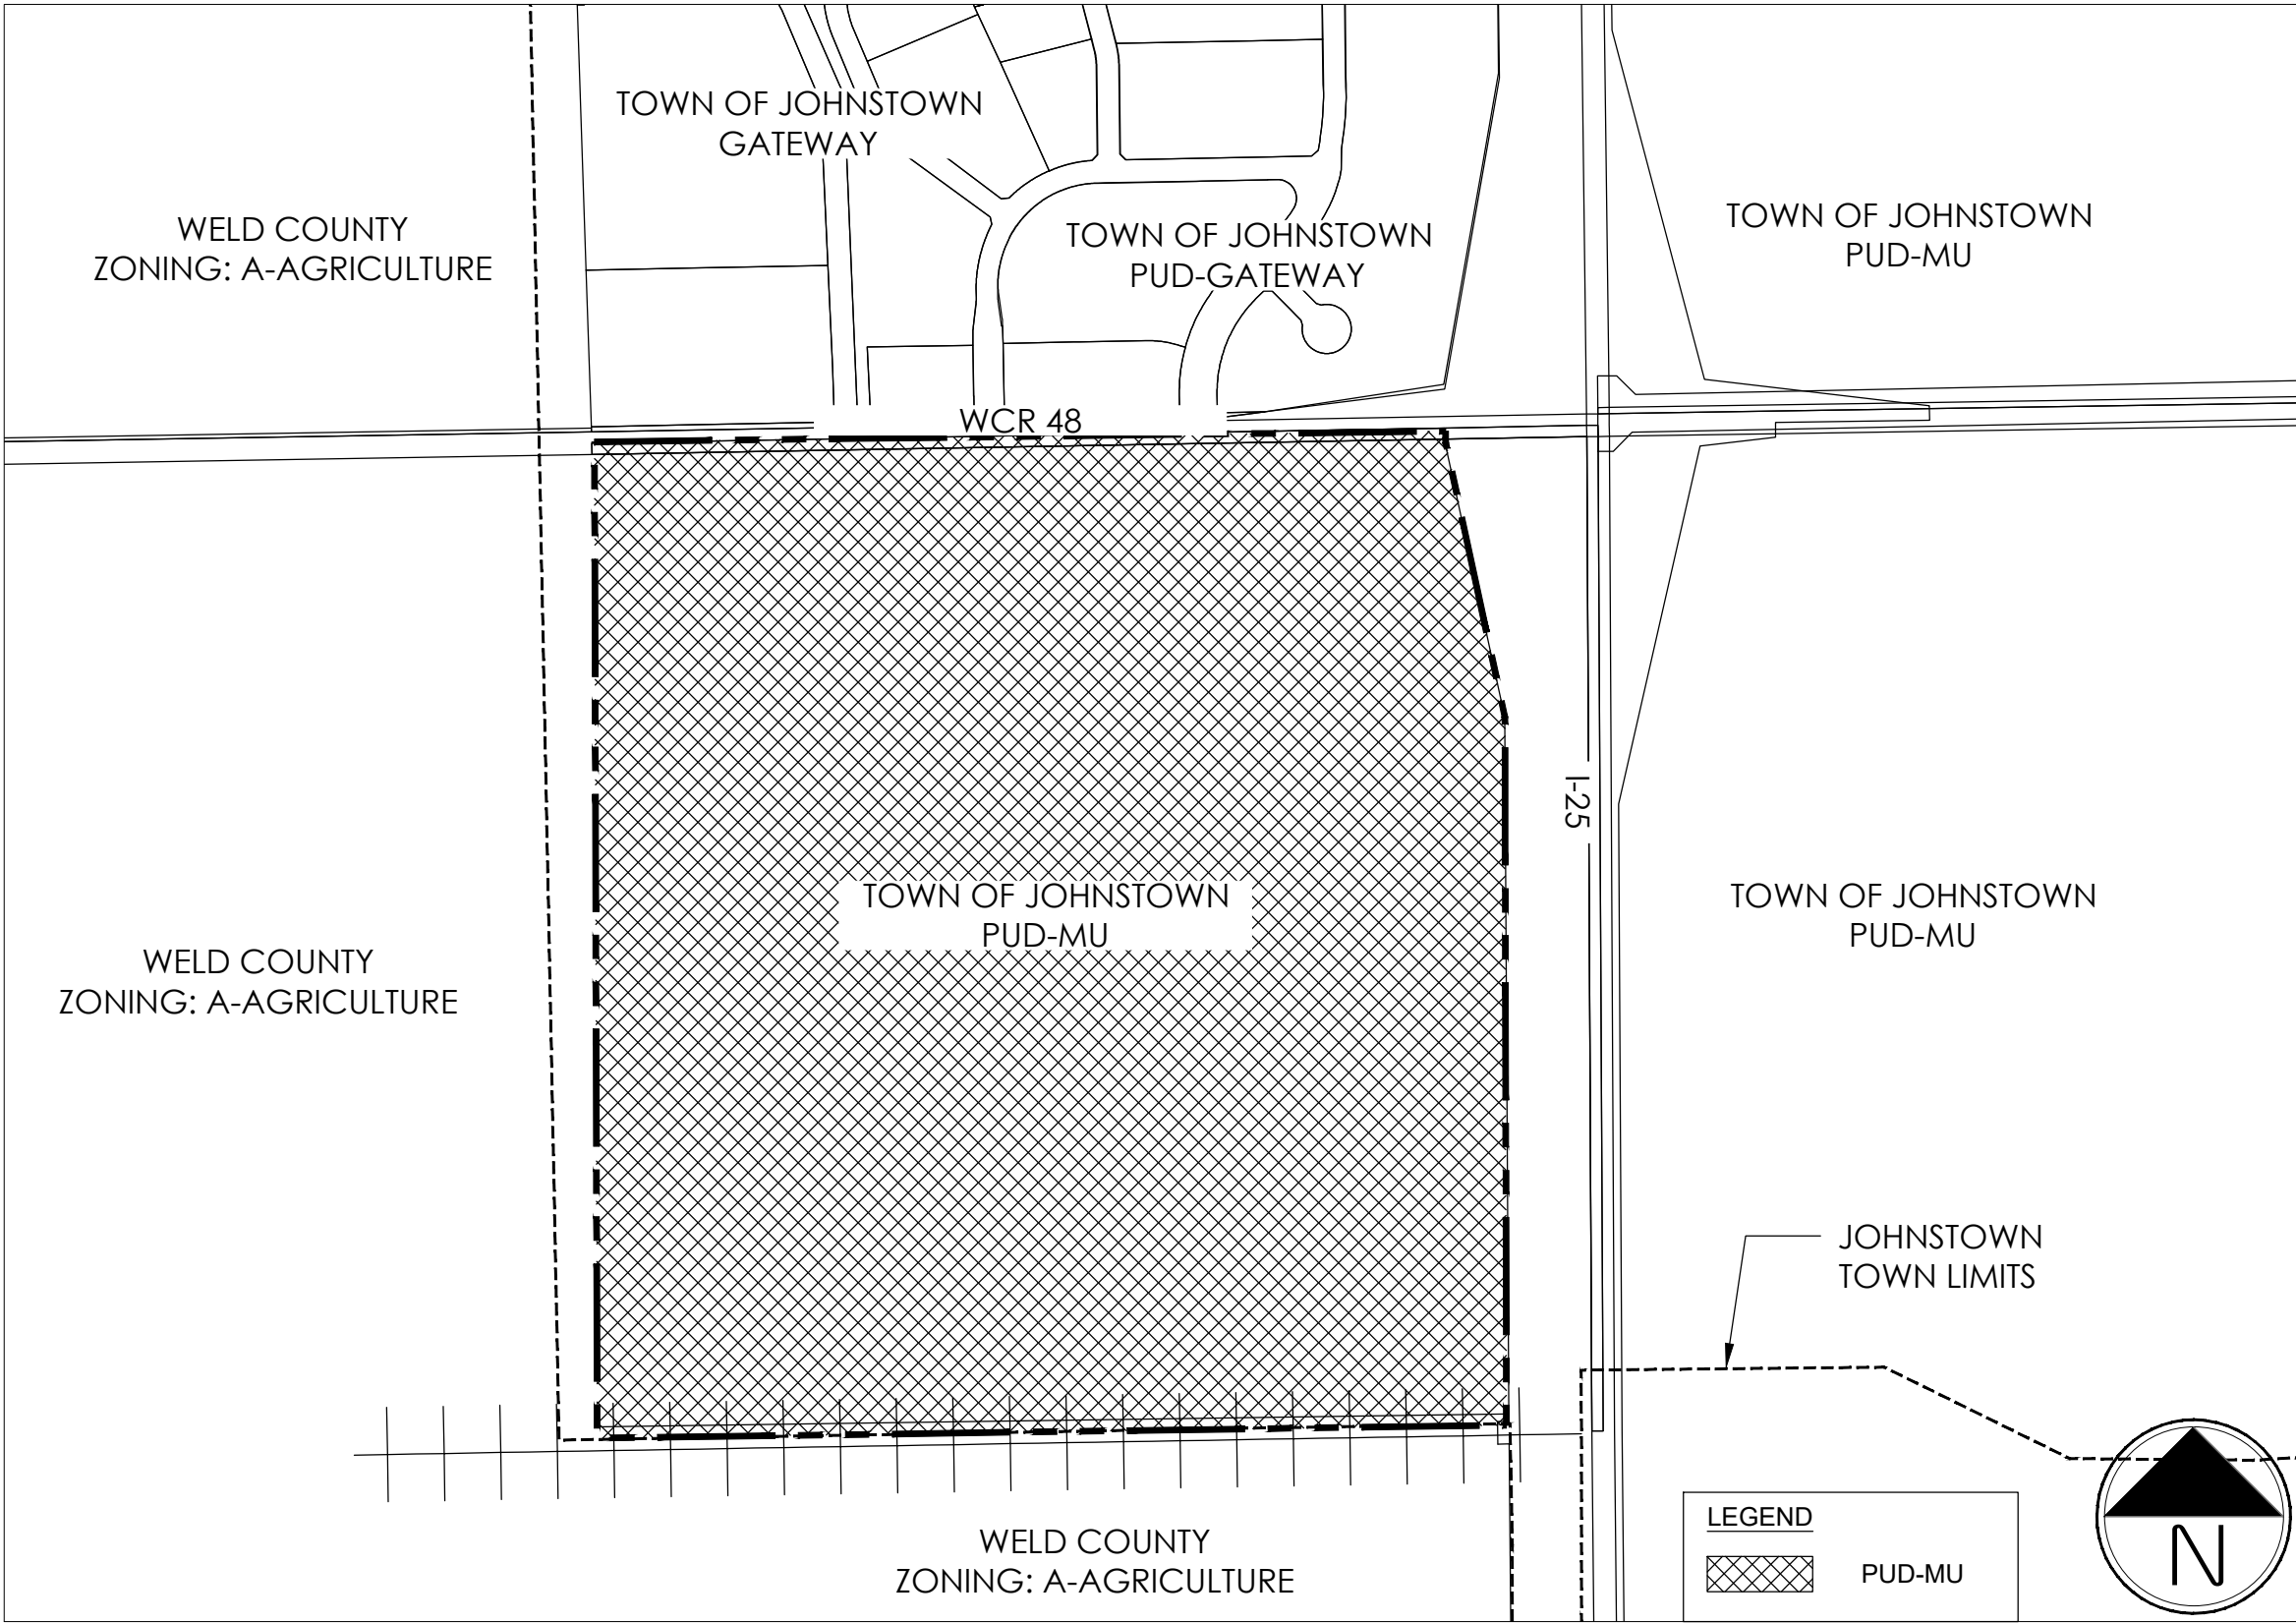 TOWN OF JOHNSTOWN
GATEWAY
WELD COUNTY
ZONING: A-AGRICULTURE
TOWN OF JOHNSTOWN
PUD-GATEWAY
TOWN OF JOHNSTOWN
PUD-MU
WCR 48
I-25
TOWN OF JOHNSTOWN
PUD-MU
TOWN OF JOHNSTOWN
PUD-MU
WELD COUNTY
ZONING: A-AGRICULTURE
JOHNSTOWN
TOWN LIMITS
WELD COUNTY
ZONING: A-AGRICULTURE
LEGEND
PUD-MU
N